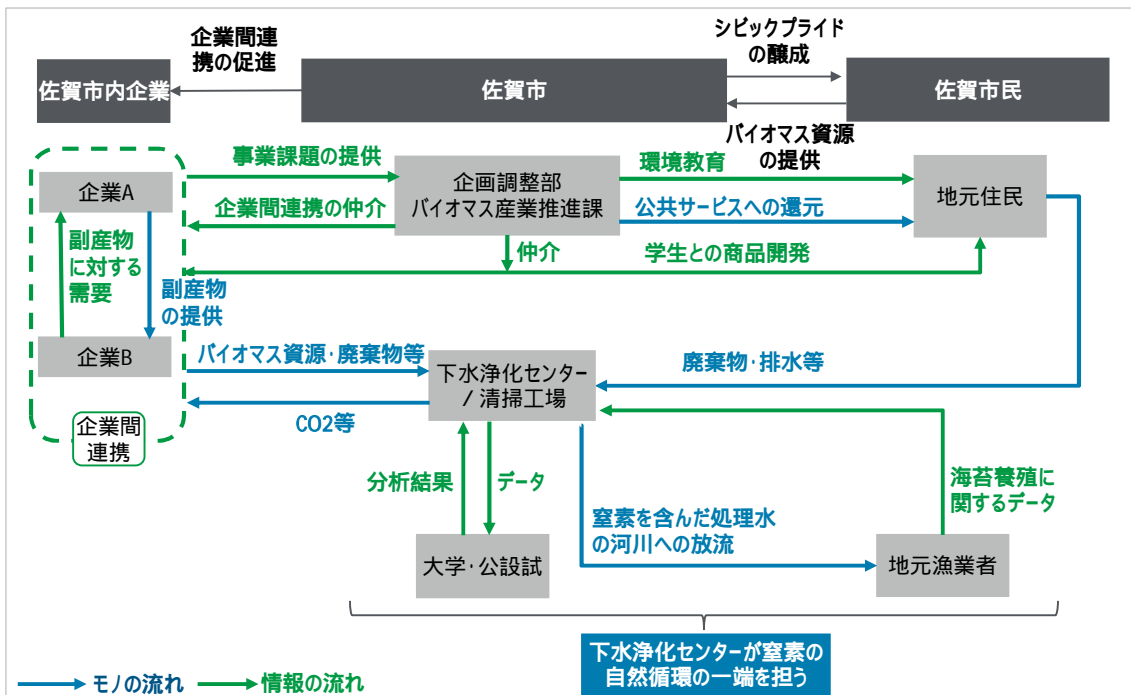 企業間連
携の促進
シビックプライド
の醸成
佐賀市内企業
佐賀市
佐賀市民
バイオマス資源
の提供
事業課題の提供
環境教育
企業A
企画調整部
バイオマス産業推進課
地元住民
企業間連携の仲介
公共サービスへの還元
副産物
に対する
需要
仲介
学生との商品開発
副産物
の提供
企業B
バイオマス資源・廃棄物等
下水浄化センター
/ 清掃工場
廃棄物・排水等
CO2等
企業間
連携
分析結果
データ
海苔養殖に
関するデータ
窒素を含んだ処理水
の河川への放流
大学・公設試
地元漁業者
下水浄化センターが窒素の
自然循環の一端を担う
モノの流れ
情報の流れ